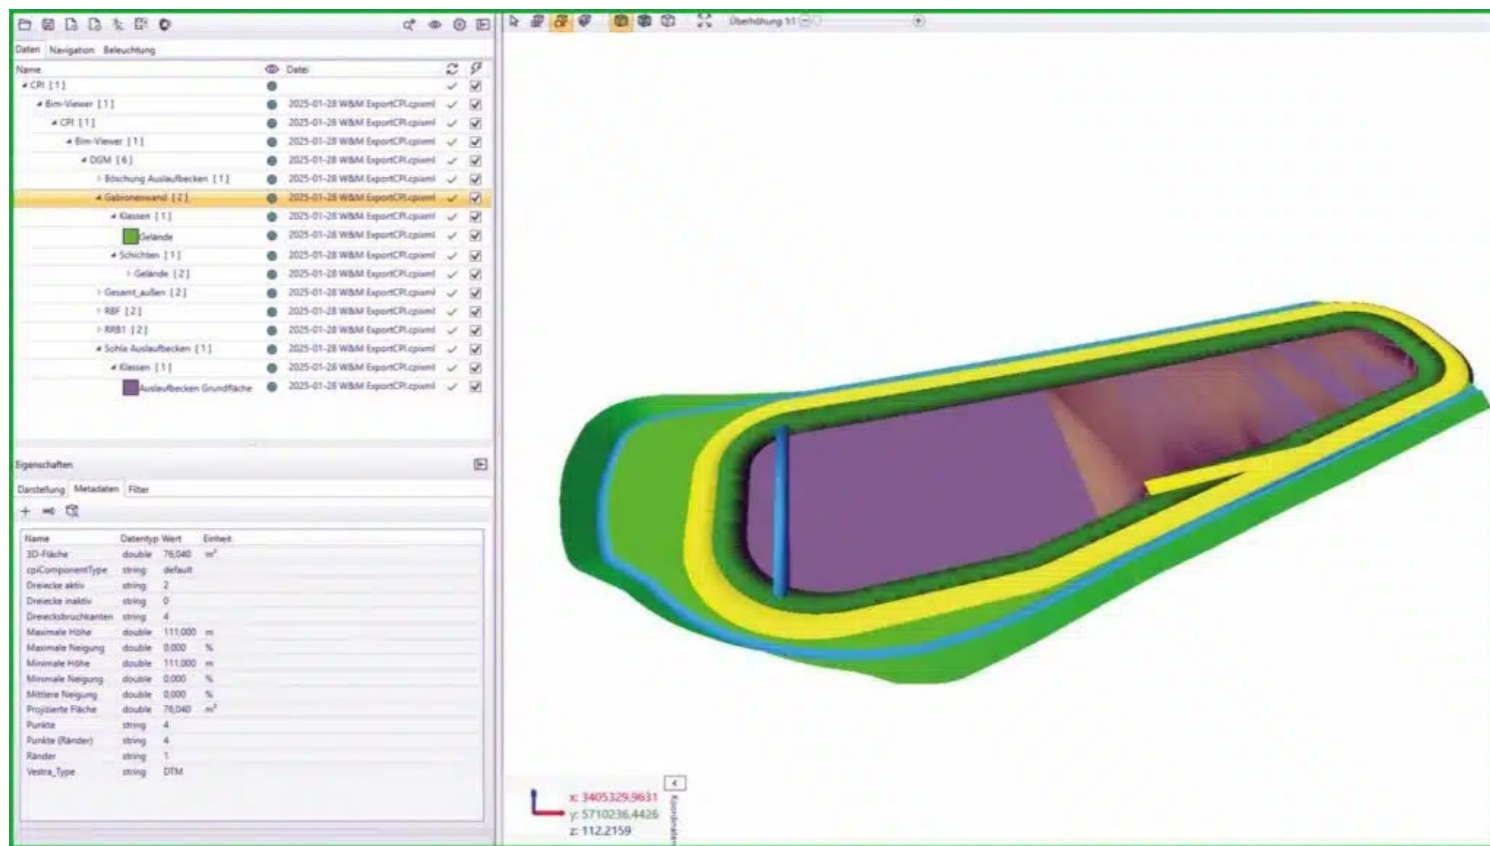 Überhöhung 1:1
Daten Navigation Beleuchtung
Name Datei
CPI [1]
Bim-Viewer [1] 2025-01-28 W&M ExportCPI.cpixml
CPI [1] 2025-01-28 W&M ExportCPI.cpixml
Bim-Viewer [1] 2025-01-28 W&M ExportCPI.cpixml
DGM [6] 2025-01-28 W&M ExportCPI.cpixml
Böschung Auslaufbecken [1] 2025-01-28 W&M ExportCPI.cpixml
Gabionenwand [2] 2025-01-28 W&M ExportCPI.cpixml
Klassen [1] 2025-01-28 W&M ExportCPI.cpixml
Gelände 2025-01-28 W&M ExportCPI.cpixml
Schichten [1] 2025-01-28 W&M ExportCPI.cpixml
Gelände [2] 2025-01-28 W&M ExportCPI.cpixml
Gesamt_außen [2] 2025-01-28 W&M ExportCPI.cpixml
RBF [2] 2025-01-28 W&M ExportCPI.cpixml
RRB1 [2] 2025-01-28 W&M ExportCPI.cpixml
Sohle Auslaufbecken [1] 2025-01-28 W&M ExportCPI.cpixml
Klassen [1] 2025-01-28 W&M ExportCPI.cpixml
Auslaufbecken Grundfläche 2025-01-28 W&M ExportCPI.cpixml
Eigenschaften
Darstellung Metadaten Filter
Name Datentyp Wert Einheit
3D-Fläche double 76,040 m²
cpiComponentType string default
Dreiecke aktiv string 2
Dreiecke inaktiv string 0
Dreiecksbruchkanten string 4
Maximale Höhe double 111,000 m
Maximale Neigung double 0,000 %
Minimale Höhe double 111,000 m
Minimale Neigung double 0,000 %
Mittlere Neigung double 0,000 %
Projizierte Fläche double 76,040 m²
Punkte string 4
Punkte (Ränder) string 4
Ränder string 1
Vestra_Type string DTM
x: 3405329,9631
y: 5710236,4426
z: 112,2159
Koordinaten